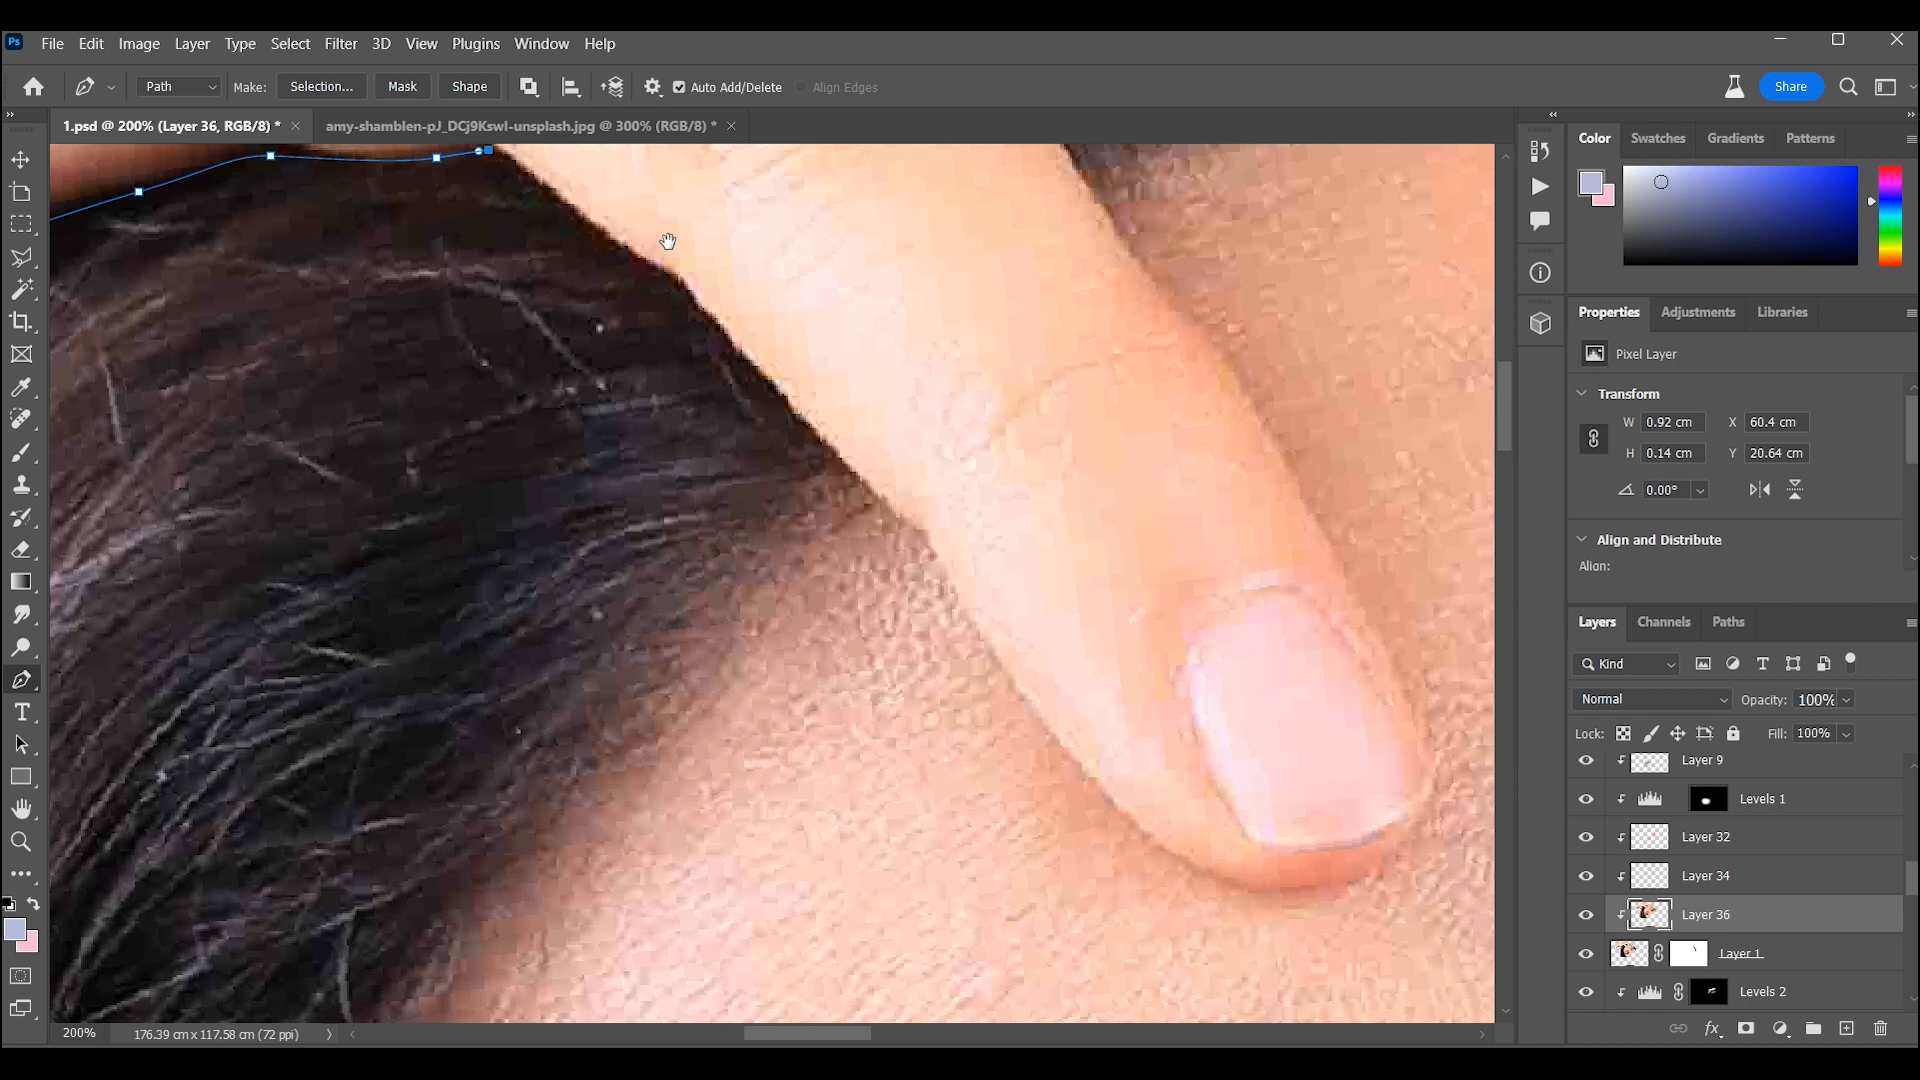 Ps File Edit Image Layer Type Select Filter 3D View Plugins Window Help
Path Make: Selection... Mask Shape Auto Add/Delete Align Edges Share
1.psd @ 200% (Layer 36, RGB/8) * amy-shamblen-pJ_DCj9KswI-unsplash.jpg @ 300% (RGB/8) *
Color Swatches Gradients Patterns
Properties Adjustments Libraries
Pixel Layer
Transform
W 0.92 cm X 60.4 cm
H 0.14 cm Y 20.64 cm
0.00°
Align and Distribute
Align:
Layers Channels Paths
Kind
Normal Opacity: 100%
Lock: Fill: 100%
Layer 9
Levels 1
Layer 32
Layer 34
Layer 36
Layer 1
Levels 2
fx
200% 176.39 cm x 117.58 cm (72 ppi)